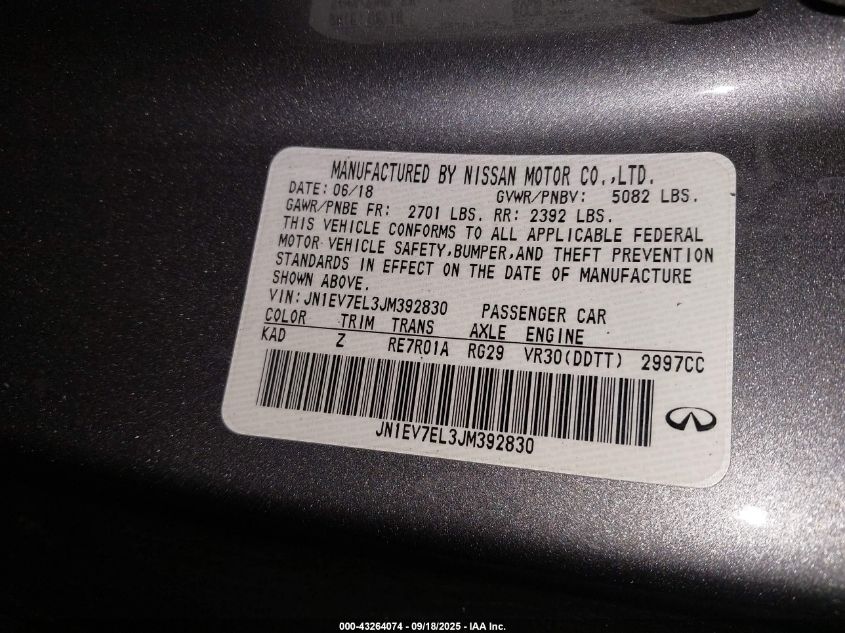 MANUFACTURED BY NISSAN MOTOR CO.,LTD.
DATE: 06/18 GVWR/PNBV: 5082 LBS.
GAWR/PNBE FR: 2701 LBS. RR: 2392 LBS.
THIS VEHICLE CONFORMS TO ALL APPLICABLE FEDERAL
MOTOR VEHICLE SAFETY,BUMPER,AND THEFT PREVENTION
STANDARDS IN EFFECT ON THE DATE OF MANUFACTURE
SHOWN ABOVE.
VIN:JN1EV7EL3JM392830 PASSENGER CAR
COLOR TRIM TRANS AXLE ENGINE
KAD Z RE7R01A RG29 VR30(DDTT) 2997CC
JN1EV7EL3JM392830
000-43264074 - 09/18/2025 - IAA Inc.